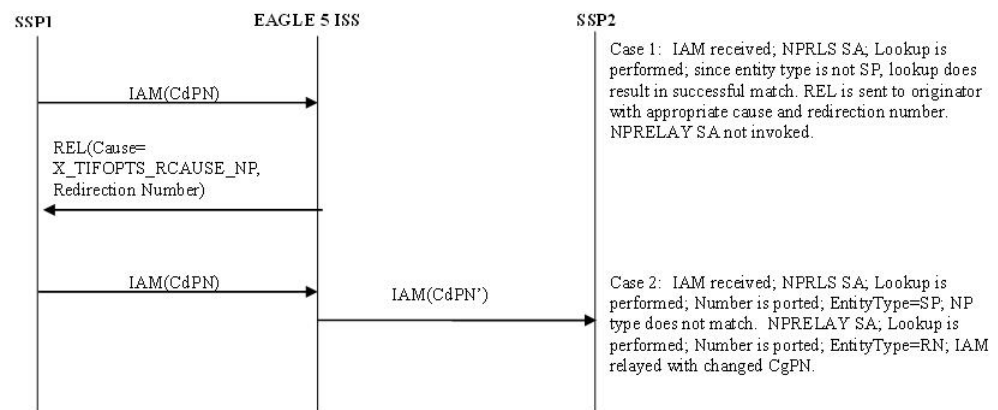 SSP1 EAGLE 5 ISS SSP2
Case 1: IAM received; NPRLS SA; Lookup is
performed; since entity type is not SP, lookup does
result in successful match. REL is sent to originator
with appropriate cause and redirection number.
NPRELAY SA not invoked.
IAM(CdPN)
REL(Cause=
X_TIFOPTS_RCAUSE_NP,
Redirection Number)
IAM(CdPN)
IAM(CdPN’)
Case 2: IAM received; NPRLS SA; Lookup is
performed; Number is ported; EntityType=SP; NP
type does not match. NPRELAY SA; Lookup is
performed; Number is ported; EntityType=RN; IAM
relayed with changed CgPN.